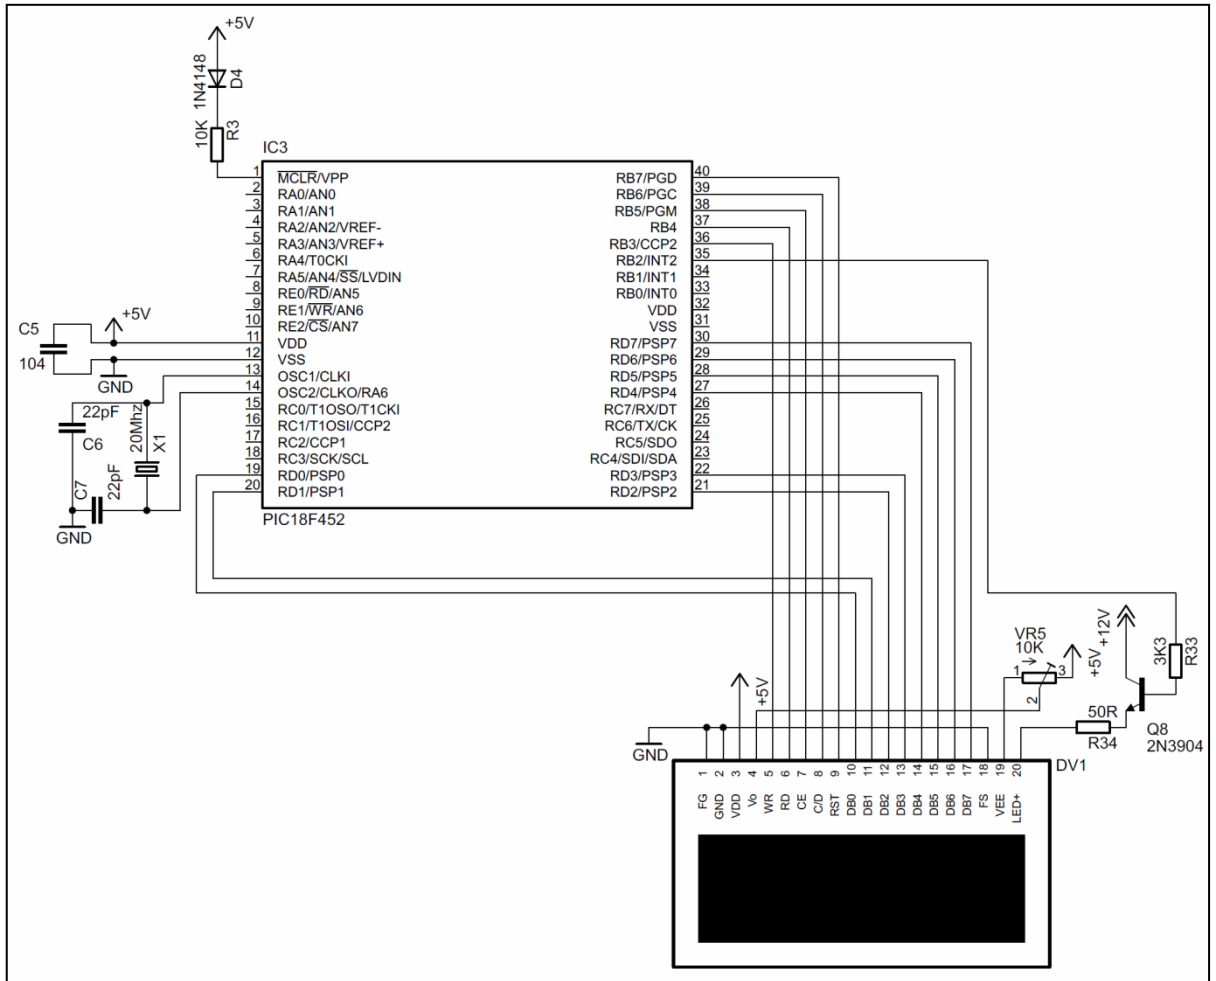 +5V
1N4148
D4
10K
R3
IC3
1 MCLR/VPP
2 RA0/AN0
3 RA1/AN1
4 RA2/AN2/VREF-
5 RA3/AN3/VREF+
6 RA4/T0CKI
7 RA5/AN4/SS/LVDIN
8 RE0/RD/AN5
9 RE1/WR/AN6
10 RE2/CS/AN7
11 VDD
12 VSS
13 OSC1/CLKI
14 OSC2/CLKO/RA6
15 RC0/T1OSO/T1CKI
16 RC1/T1OSI/CCP2
17 RC2/CCP1
18 RC3/SCK/SCL
19 RD0/PSP0
20 RD1/PSP1
RB7/PGD 40
RB6/PGC 39
RB5/PGM 38
RB4 37
RB3/CCP2 36
RB2/INT2 35
RB1/INT1 34
RB0/INT0 33
VDD 32
VSS 31
RD7/PSP7 30
RD6/PSP6 29
RD5/PSP5 28
RD4/PSP4 27
RC7/RX/DT 26
RC6/TX/CK 25
RC5/SDO 24
RC4/SDI/SDA 23
RD3/PSP3 22
RD2/PSP2 21
PIC18F452
C5
104
+5V
GND
22pF
C6
20Mhz
X1
C7
22pF
GND
VR5
10K
1
3
2
+5V
+12V
3K3
R33
50R
R34
Q8
2N3904
+5V
GND
DV1
1 FG
2 GND
3 VDD
4 Vo
5 WR
6 RD
7 CE
8 C/D
9 RST
10 DB0
11 DB1
12 DB2
13 DB3
14 DB4
15 DB5
16 DB6
17 DB7
18 FS
19 VEE
20 LED+